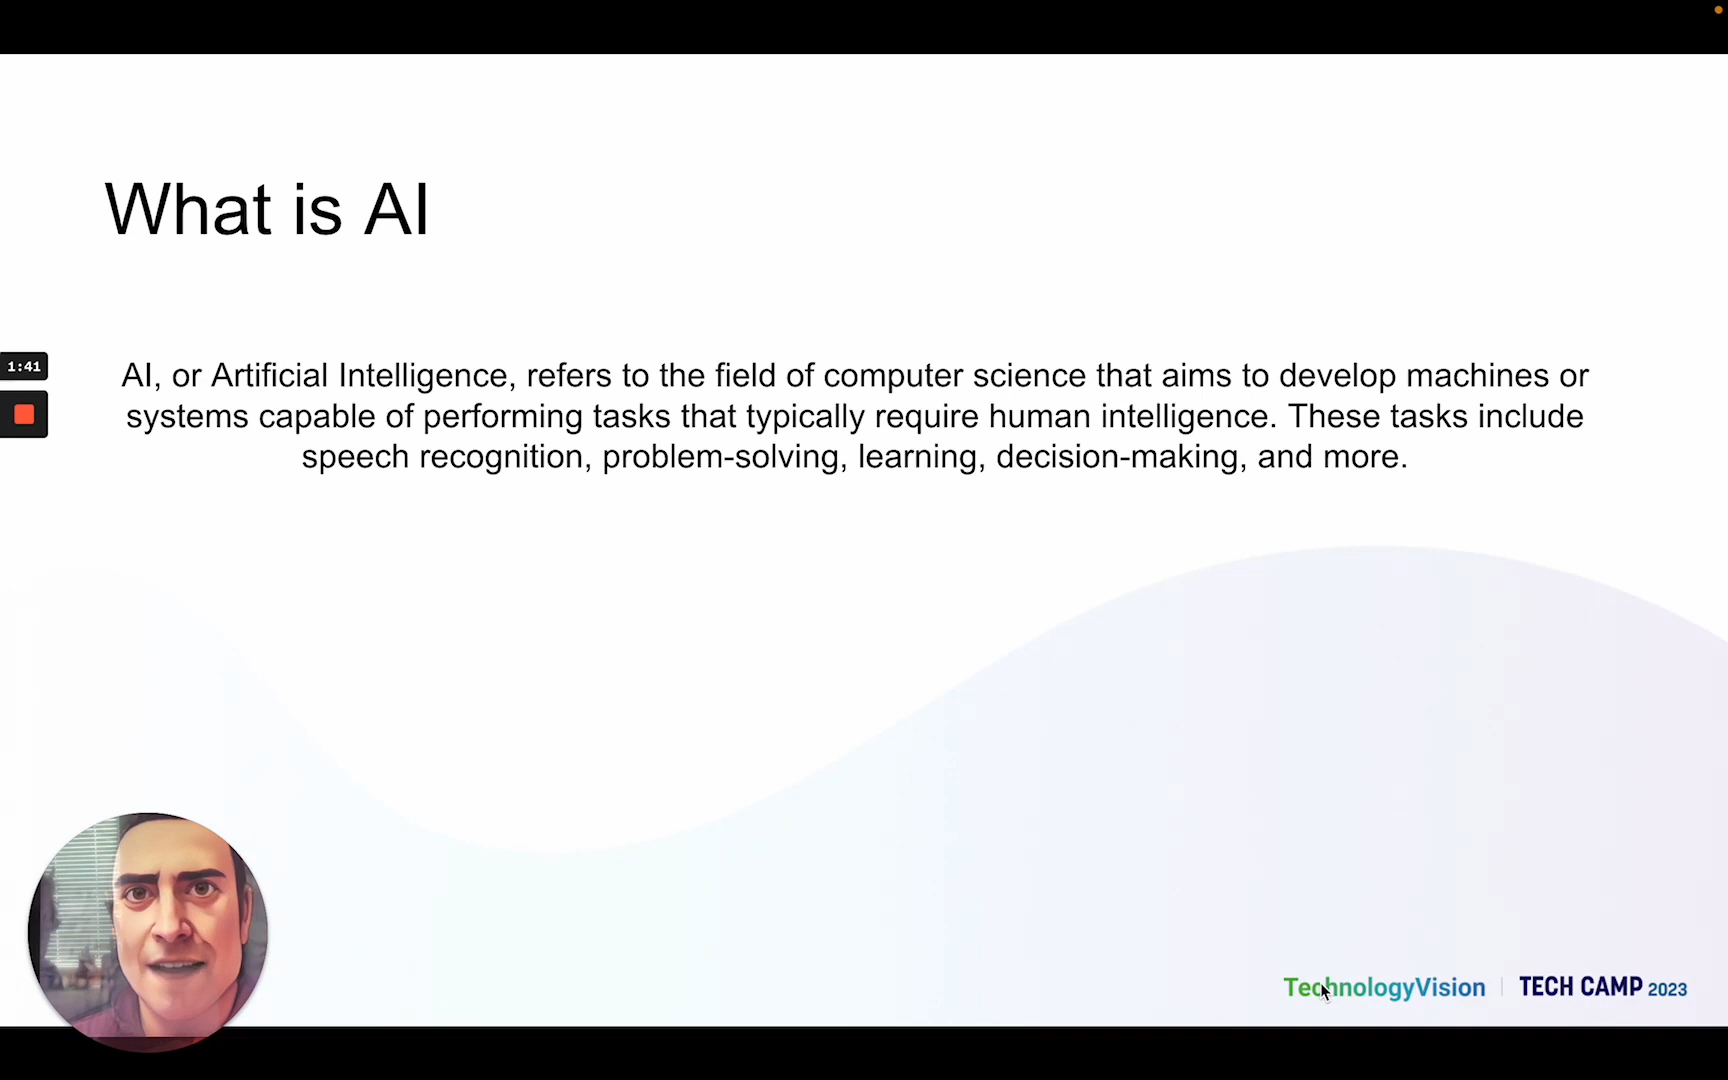 What is AI
1:41
AI, or Artificial Intelligence, refers to the field of computer science that aims to develop machines or
systems capable of performing tasks that typically require human intelligence. These tasks include
speech recognition, problem-solving, learning, decision-making, and more.
TechnologyVision | TECH CAMP 2023